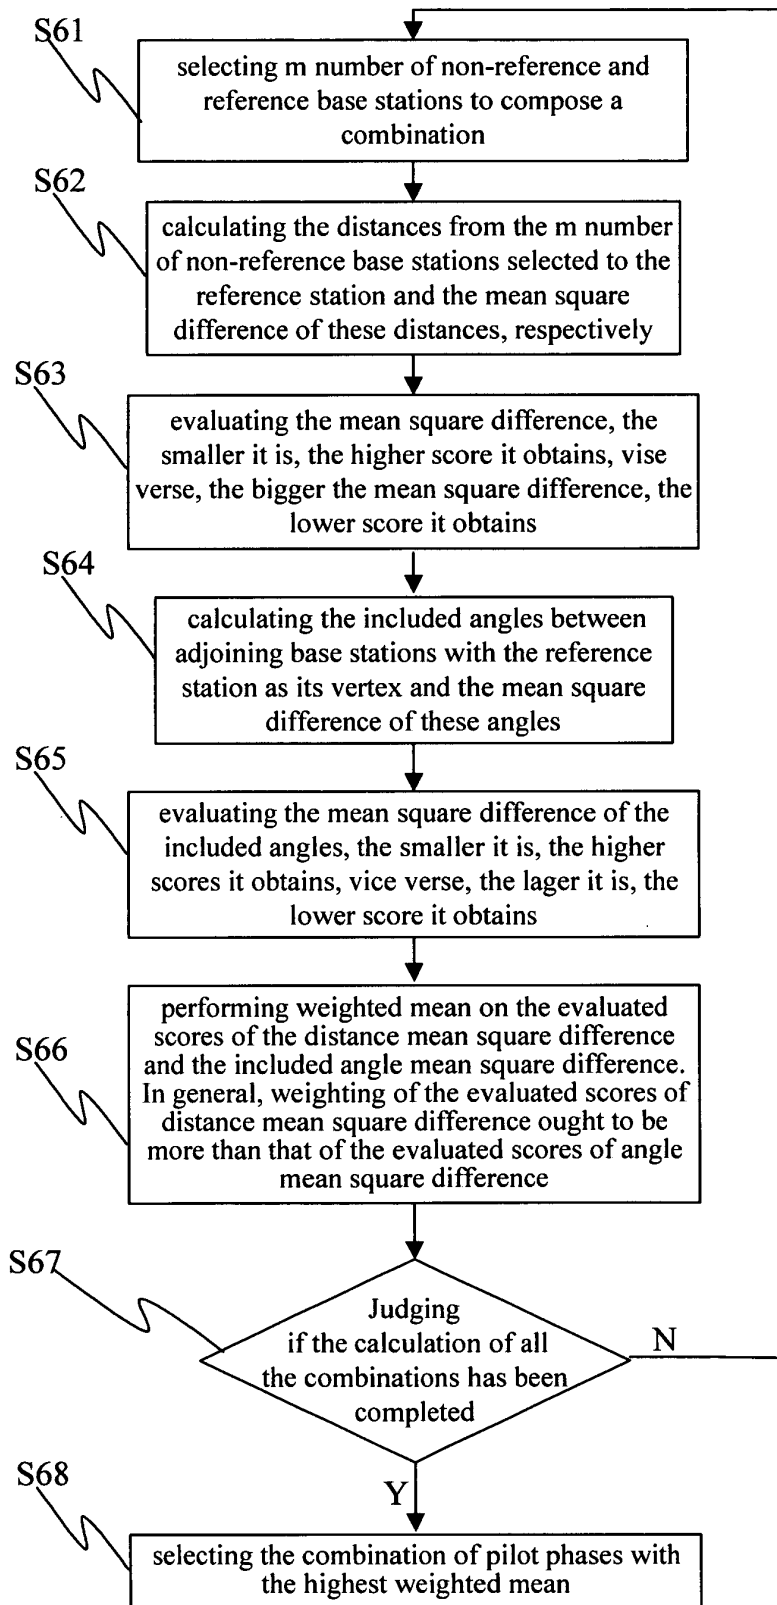 S61
selecting m number of non-reference and
reference base stations to compose a
combination
S62
calculating the distances from the m number
of non-reference base stations selected to the
reference station and the mean square
difference of these distances, respectively
S63
evaluating the mean square difference, the
smaller it is, the higher score it obtains, vise
verse, the bigger the mean square difference, the
lower score it obtains
S64
calculating the included angles between
adjoining base stations with the reference
station as its vertex and the mean square
difference of these angles
S65
evaluating the mean square difference of the
included angles, the smaller it is, the higher
scores it obtains, vice verse, the lager it is, the
lower score it obtains
S66
performing weighted mean on the evaluated
scores of the distance mean square difference
and the included angle mean square difference.
In general, weighting of the evaluated scores of
distance mean square difference ought to be
more than that of the evaluated scores of angle
mean square difference
S67
Judging
if the calculation of all
the combinations has been
completed
N
Y
S68
selecting the combination of pilot phases with
the highest weighted mean